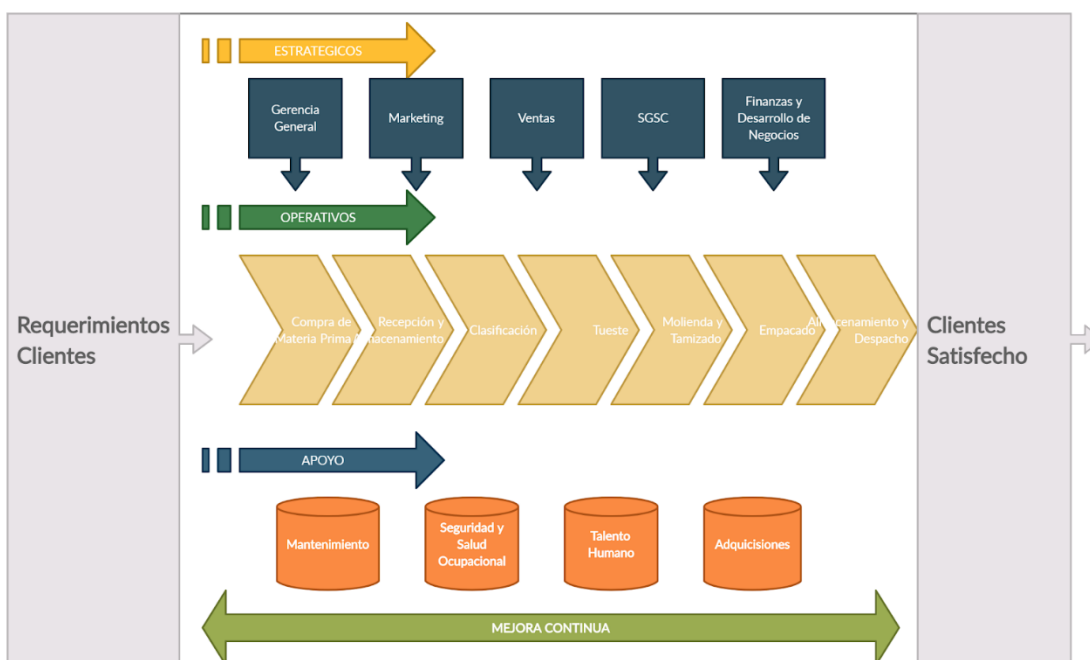 ESTRATEGICOS
Gerencia
General
Marketing
Ventas
SGSC
Finanzas y
Desarrollo de
Negocios
OPERATIVOS
Requerimientos
Clientes
Compra de
Materia Prima
Recepción y
Almacenamiento
Clasificación
Tueste
Molienda y
Tamizado
Empacado
Almacenamiento y
Despacho
Clientes
Satisfecho
APOYO
Mantenimiento
Seguridad y
Salud
Ocupacional
Talento
Humano
Adquicisiones
MEJORA CONTINUA